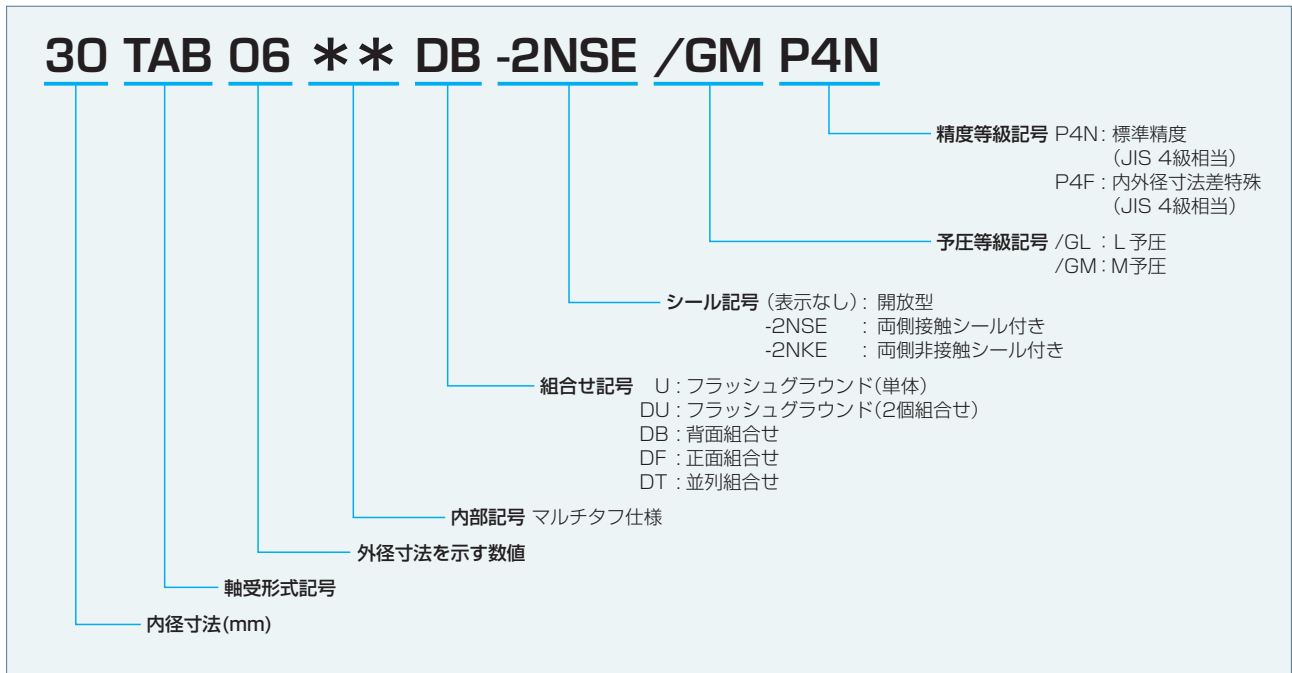 30 TAB 06 ＊＊ DB -2NSE /GM P4N
精度等級記号 P4N : 標準精度
(JIS 4級相当)
P4F : 内外径寸法差特殊
(JIS 4級相当)
予圧等級記号 /GL : L予圧
/GM : M予圧
シール記号 (表示なし) : 開放型
-2NSE : 両側接触シール付き
-2NKE : 両側非接触シール付き
組合せ記号 U : フラッシュグラウンド(単体)
DU : フラッシュグラウンド(2個組合せ)
DB : 背面組合せ
DF : 正面組合せ
DT : 並列組合せ
内部記号 マルチタフ仕様
外径寸法を示す数値
軸受形式記号
内径寸法(mm)